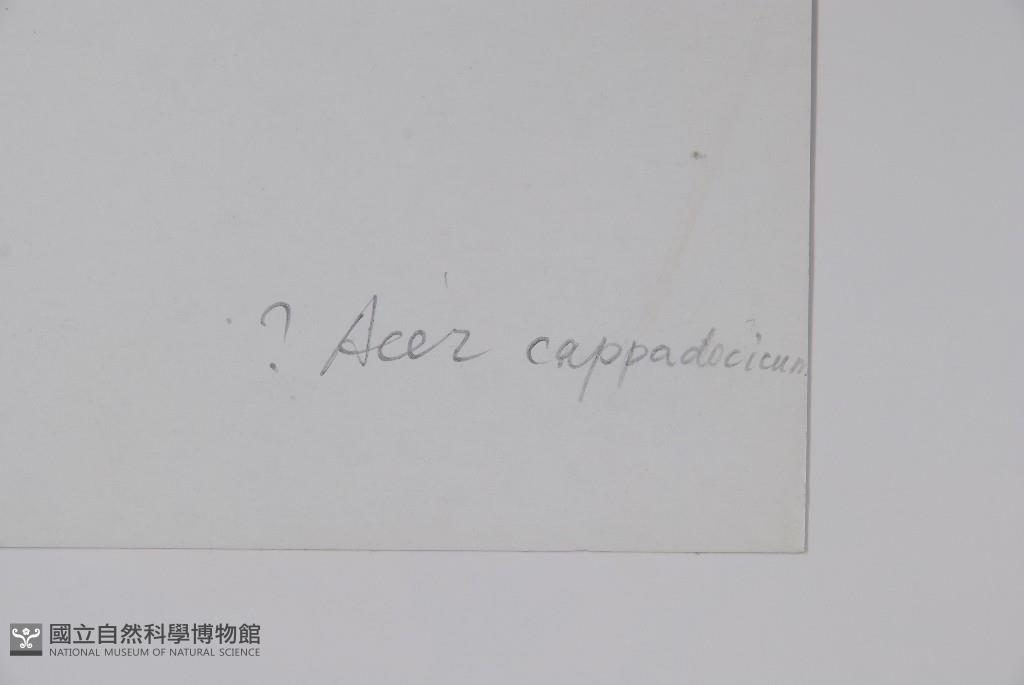 ? Acer cappadocicum
國立自然科學博物館
NATIONAL MUSEUM OF NATURAL SCIENCE